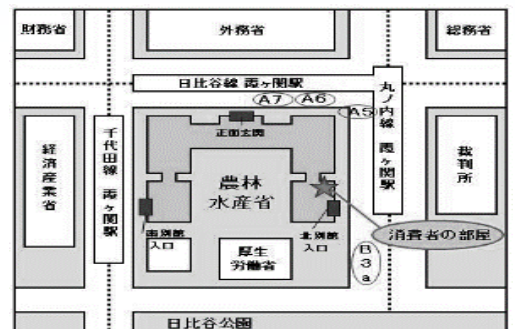 財務省
外務省
総務省
日比谷線 霞ヶ関駅
A7
A6
A5
丸ノ内線 霞ヶ関駅
千代田線 霞ヶ関駅
正面玄関
経済産業省
裁判所
農林
水産省
南別館
入口
北別館
入口
消費者の部屋
厚生
労働省
B3a
日比谷公園